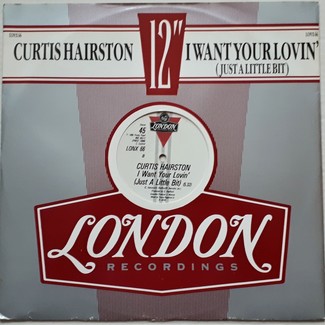 CURTIS HAIRSTON
12"
I WANT YOUR LOVIN'
(JUST A LITTLE BIT)
LONDON
45
LONX 66
A
CURTIS HAIRSTON
I Want Your Lovin'
(Just A Little Bit)
LONDON
RECORDINGS